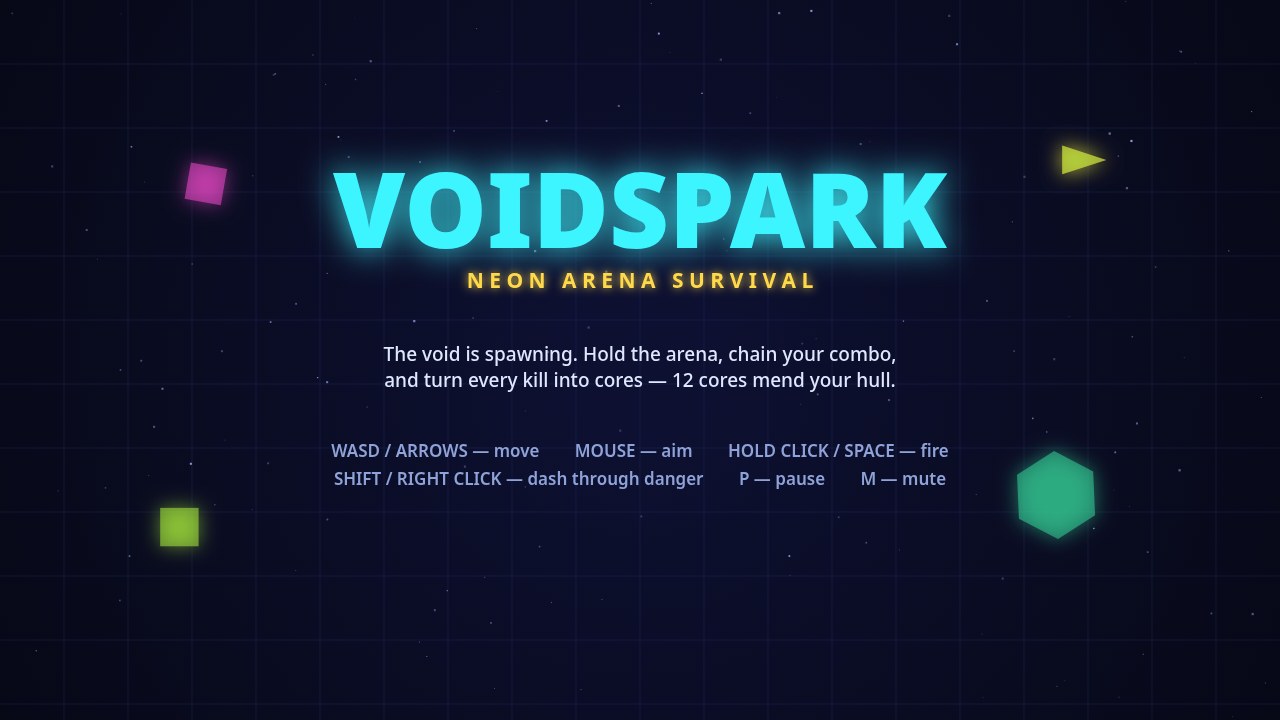 VOIDSPARK
NEON ARENA SURVIVAL
The void is spawning. Hold the arena, chain your combo,
and turn every kill into cores — 12 cores mend your hull.
WASD / ARROWS — move MOUSE — aim HOLD CLICK / SPACE — fire
SHIFT / RIGHT CLICK — dash through danger P — pause M — mute